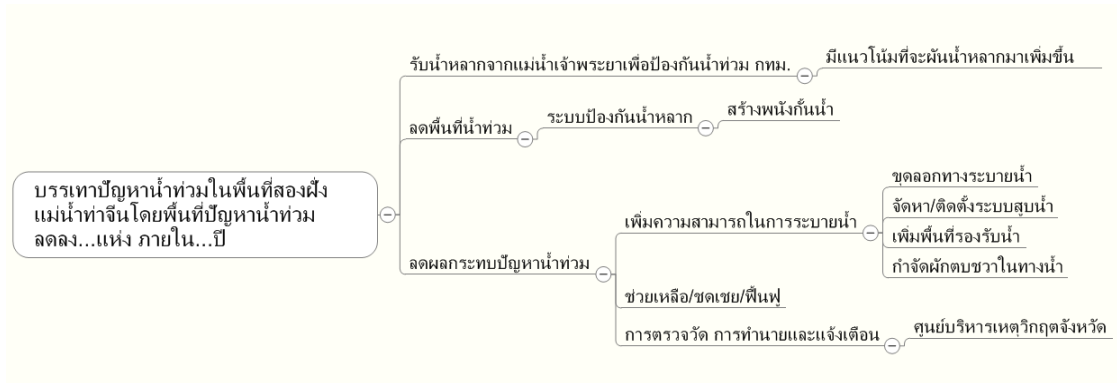 บรรเทาปัญหาน้ำท่วมในพื้นที่สองฝั่ง
แม่น้ำท่าจีนโดยพื้นที่ปัญหาน้ำท่วม
ลดลง...แห่ง ภายใน...ปี
รับน้ำหลากจากแม่น้ำเจ้าพระยาเพื่อป้องกันน้ำท่วม กทม.
มีแนวโน้มที่จะผันน้ำหลากมาเพิ่มขึ้น
ลดพื้นที่น้ำท่วม
ระบบป้องกันน้ำหลาก
สร้างพนังกั้นน้ำ
ลดผลกระทบปัญหาน้ำท่วม
เพิ่มความสามารถในการระบายน้ำ
ขุดลอกทางระบายน้ำ
จัดหา/ติดตั้งระบบสูบน้ำ
เพิ่มพื้นที่รองรับน้ำ
กำจัดผักตบชวาในทางน้ำ
ช่วยเหลือ/ชดเชย/ฟื้นฟู
การตรวจวัด การทำนายและแจ้งเตือน
ศูนย์บริหารเหตุวิกฤตจังหวัด